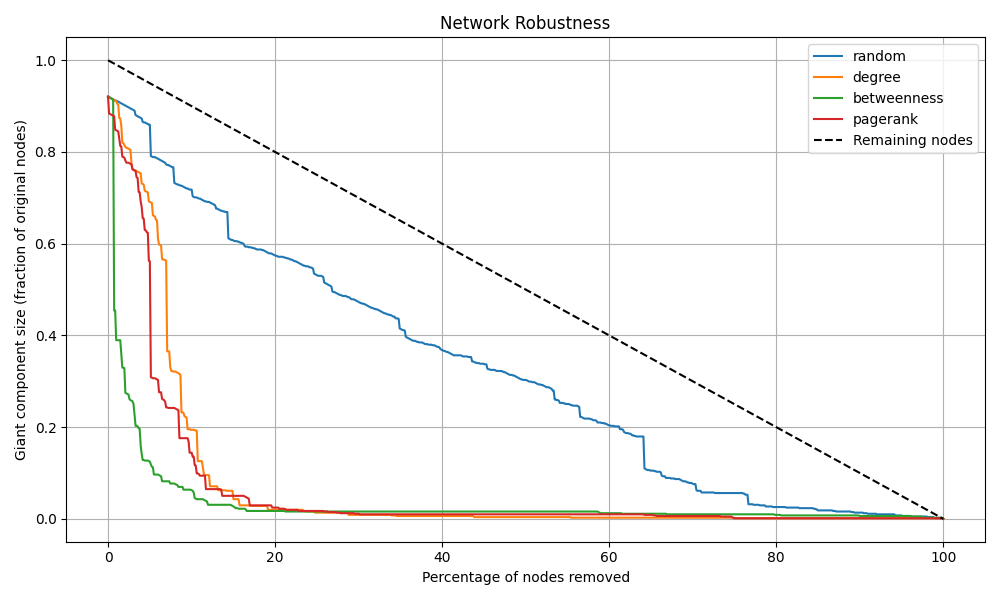 Network Robustness
Giant component size (fraction of original nodes)
1.0
0.8
0.6
0.4
0.2
0.0
random
degree
betweenness
pagerank
Remaining nodes
0 20 40 60 80 100
Percentage of nodes removed